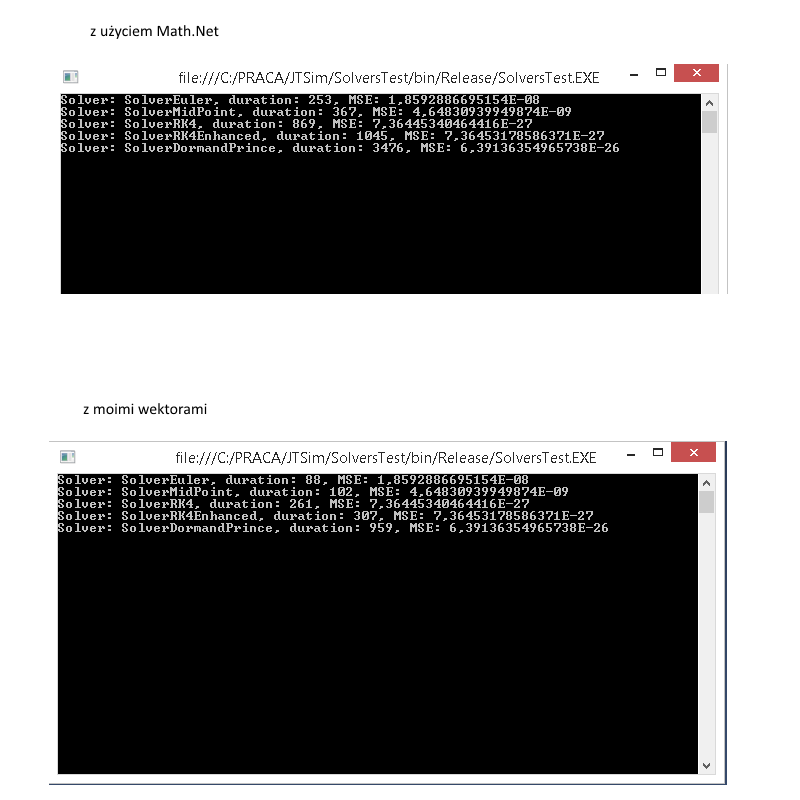 z użyciem Math.Net
file:///C:/PRACA/JTSim/SolversTest/bin/Release/SolversTest.EXE
Solver: SolverEuler, duration: 253, MSE: 1,8592886695154E-08
Solver: SolverMidPoint, duration: 367, MSE: 4,64830939949874E-09
Solver: SolverRK4, duration: 869, MSE: 7,36445340464416E-27
Solver: SolverRK4Enhanced, duration: 1045, MSE: 7,36453178586371E-27
Solver: SolverDormandPrince, duration: 3476, MSE: 6,39136354965738E-26
z moimi wektorami
file:///C:/PRACA/JTSim/SolversTest/bin/Release/SolversTest.EXE
Solver: SolverEuler, duration: 88, MSE: 1,8592886695154E-08
Solver: SolverMidPoint, duration: 102, MSE: 4,64830939949874E-09
Solver: SolverRK4, duration: 261, MSE: 7,36445340464416E-27
Solver: SolverRK4Enhanced, duration: 307, MSE: 7,36453178586371E-27
Solver: SolverDormandPrince, duration: 959, MSE: 6,39136354965738E-26